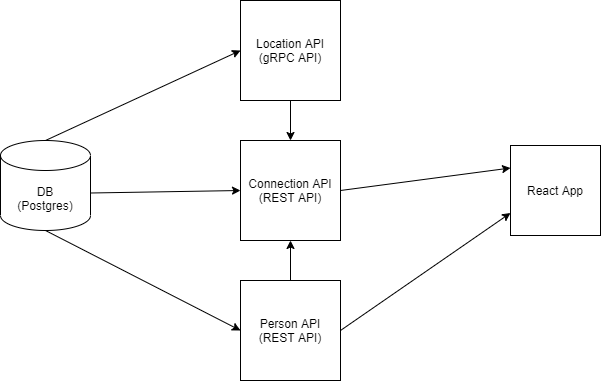 Location API
(gRPC API)
DB
(Postgres)
Connection API
(REST API)
React App
Person API
(REST API)